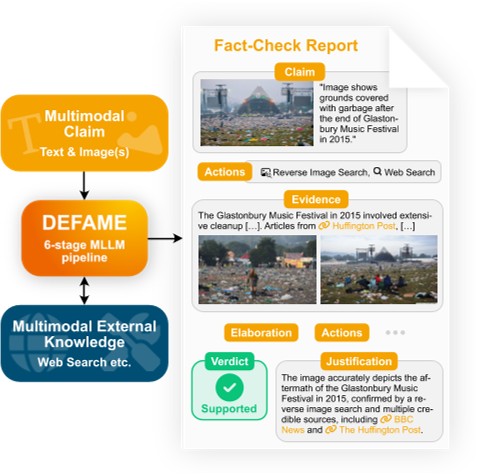 Multimodal
Claim
Text & Image(s)
DEFAME
6-stage MLLM
pipeline
Multimodal External
Knowledge
Web Search etc.
Fact-Check Report
Claim
"Image shows
grounds covered
with garbage after
the end of Glaston-
bury Music Festival
in 2015."
Actions
Reverse Image Search, Web Search
Evidence
The Glastonbury Music Festival in 2015 involved extensi-
ve cleanup [...]. Articles from Huffington Post, [...]
Elaboration
Actions
Verdict
Supported
Justification
The image accurately depicts the af-
termath of the Glastonbury Music
Festival in 2015, confirmed by a re-
verse image search and multiple cre-
dible sources, including BBC
News and The Huffington Post.